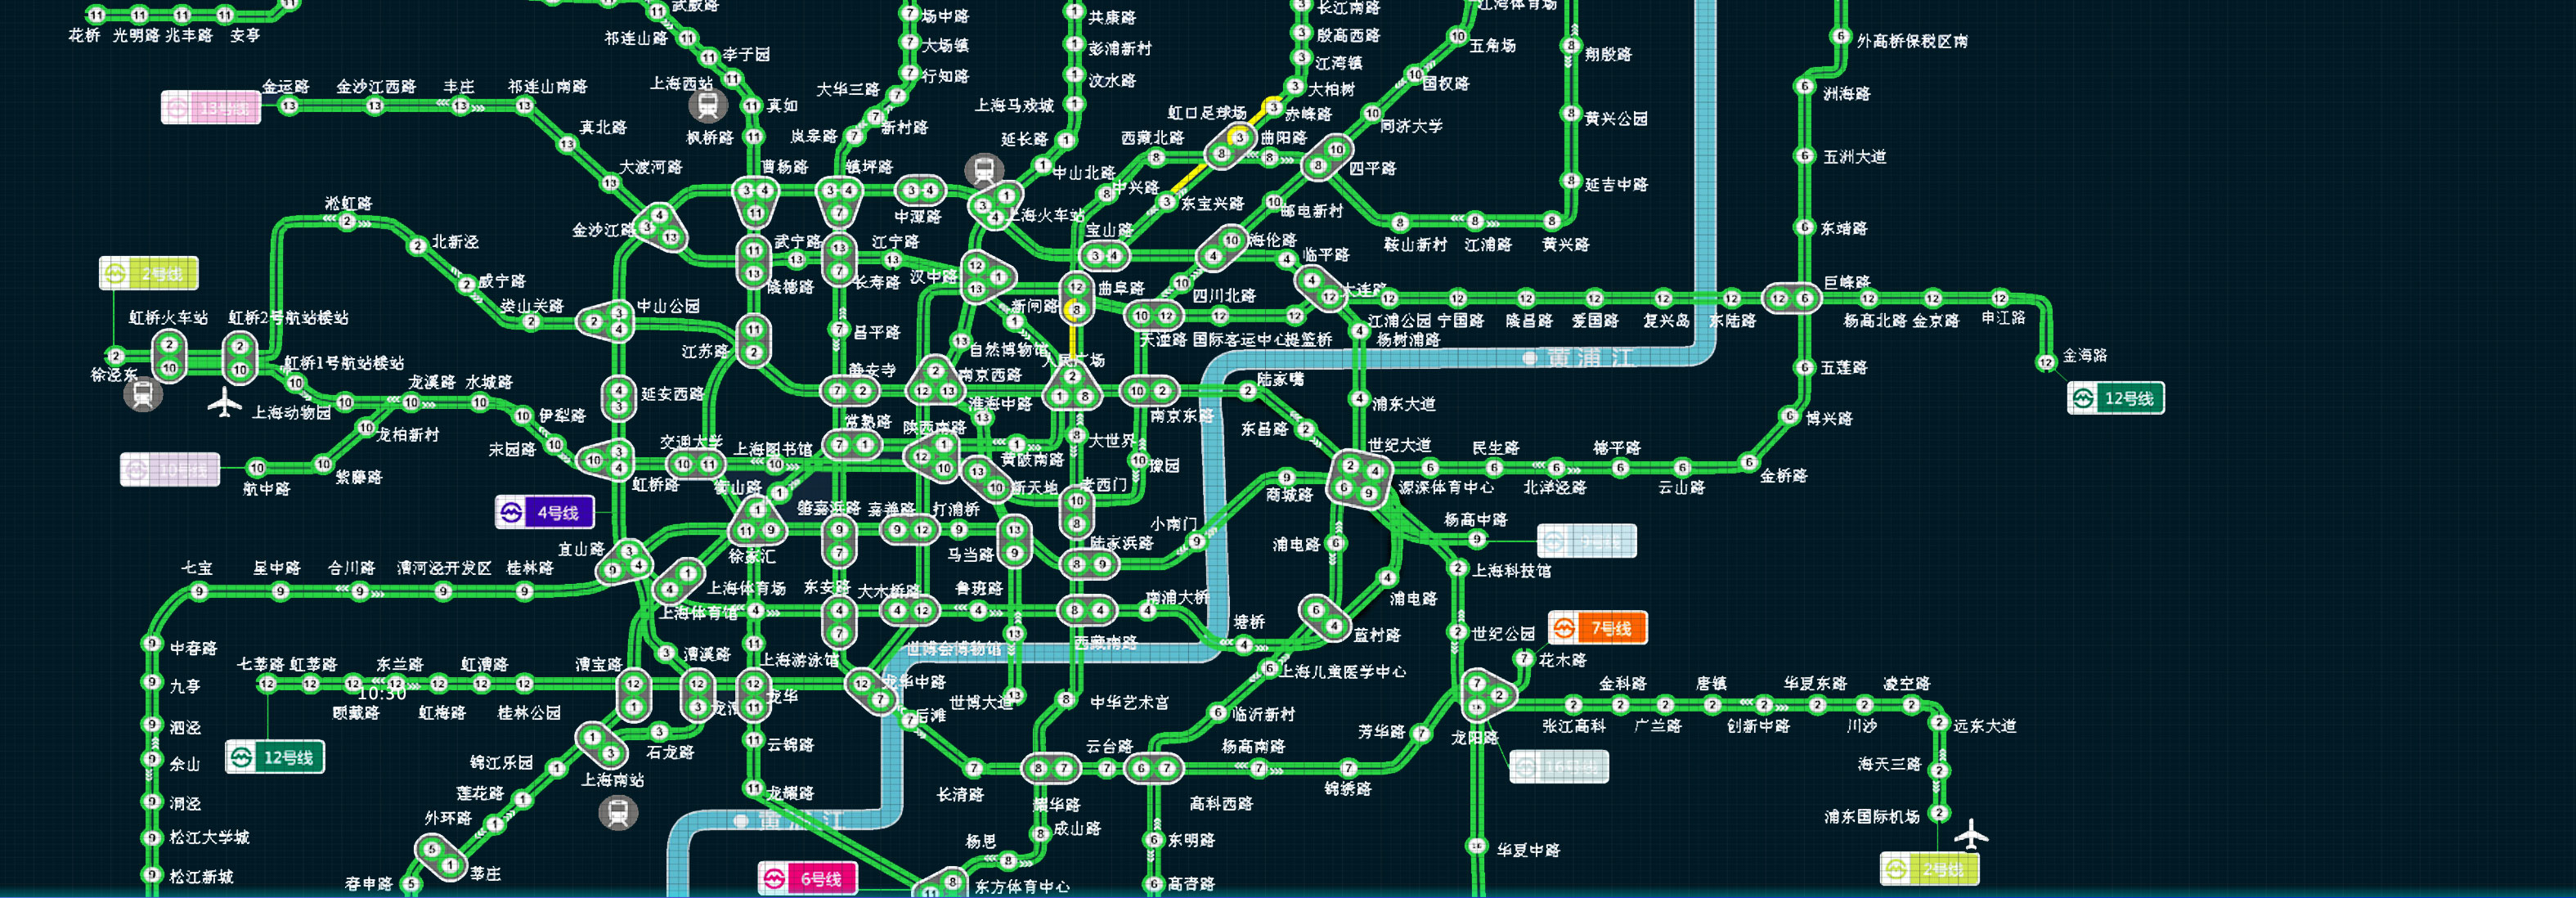 花桥
光明路
兆丰路
安亭
武威路
祁连山路
李子园
上海西站
真如
枫桥路
场中路
大场镇
行知路
大华三路
新村路
岚皋路
共康路
彭浦新村
汶水路
上海马戏城
延长路
中山北路
长江南路
殷高西路
江湾镇
大柏树
赤峰路
虹口足球场
江湾体育场
五角场
国权路
同济大学
四平路
曲阳路
西藏北路
中兴路
东宝兴路
宝山路
邮电新村
海伦路
临平路
大连路
翔殷路
黄兴公园
延吉中路
黄兴路
江浦路
鞍山新村
外高桥保税区南
洲海路
五洲大道
东靖路
巨峰路
13号线
金运路
金沙江西路
丰庄
祁连山南路
真北路
大渡河路
金沙江路
曹杨路
镇坪路
中潭路
上海火车站
武宁路
隆德路
江宁路
长寿路
汉中路
新闸路
曲阜路
四川北路
天潼路
国际客运中心
提篮桥
江浦公园
宁国路
隆昌路
爱国路
复兴岛
东陆路
杨高北路
金京路
申江路
金海路
12号线
2号线
徐泾东
虹桥火车站
虹桥2号航站楼站
虹桥1号航站楼站
淞虹路
北新泾
威宁路
娄山关路
中山公园
江苏路
昌平路
静安寺
自然博物馆
南京西路
人民广场
南京东路
陆家嘴
东昌路
杨树浦路
黄浦江
浦东大道
世纪大道
五莲路
博兴路
金桥路
云山路
德平路
北洋泾路
民生路
源深体育中心
上海动物园
龙溪路
水城路
伊犁路
宋园路
龙柏新村
紫藤路
航中路
10号线
延安西路
虹桥路
交通大学
上海图书馆
常熟路
陕西南路
淮海中路
黄陂南路
大世界
豫园
新天地
老西门
衡山路
徐家汇
肇嘉浜路
嘉善路
打浦桥
马当路
陆家浜路
小南门
商城路
杨高中路
9号线
4号线
宜山路
上海体育场
上海体育馆
东安路
大木桥路
鲁班路
西藏南路
南浦大桥
塘桥
蓝村路
浦电路
浦电路
上海科技馆
世纪公园
7号线
花木路
龙阳路
七宝
星中路
合川路
漕河泾开发区
桂林路
中春路
九亭
泗泾
佘山
洞泾
松江大学城
松江新城
七莘路
虹莘路
顾戴路
东兰路
10:30
虹梅路
虹漕路
桂林公园
漕宝路
漕溪路
上海游泳馆
龙华
龙华中路
后滩
世博会博物馆
世博大道
中华艺术宫
上海儿童医学中心
临沂新村
12号线
石龙路
上海南站
锦江乐园
莲花路
外环路
莘庄
春申路
云锦路
龙耀路
黄浦江
长清路
耀华路
云台路
高科西路
杨高南路
锦绣路
芳华路
成山路
杨思
东方体育中心
6号线
东明路
高青路
16号线
华夏中路
张江高科
金科路
广兰路
唐镇
创新中路
华夏东路
川沙
凌空路
远东大道
海天三路
浦东国际机场
2号线